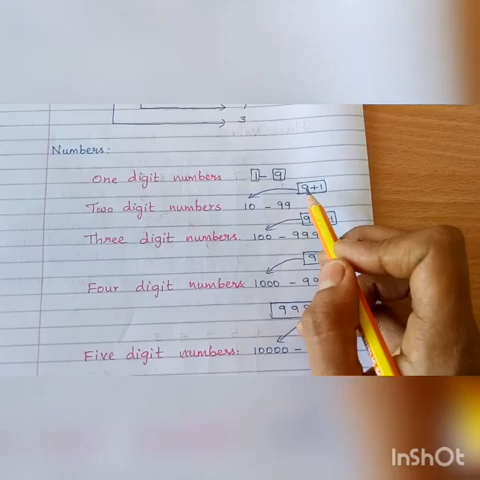 3
Numbers:
One digit numbers 1 - 9
9+1
Two digit numbers 10 - 99
Three digit numbers. 100 - 999
Four digit numbers 1000 -
Five digit numbers: 10000 -
InShOt